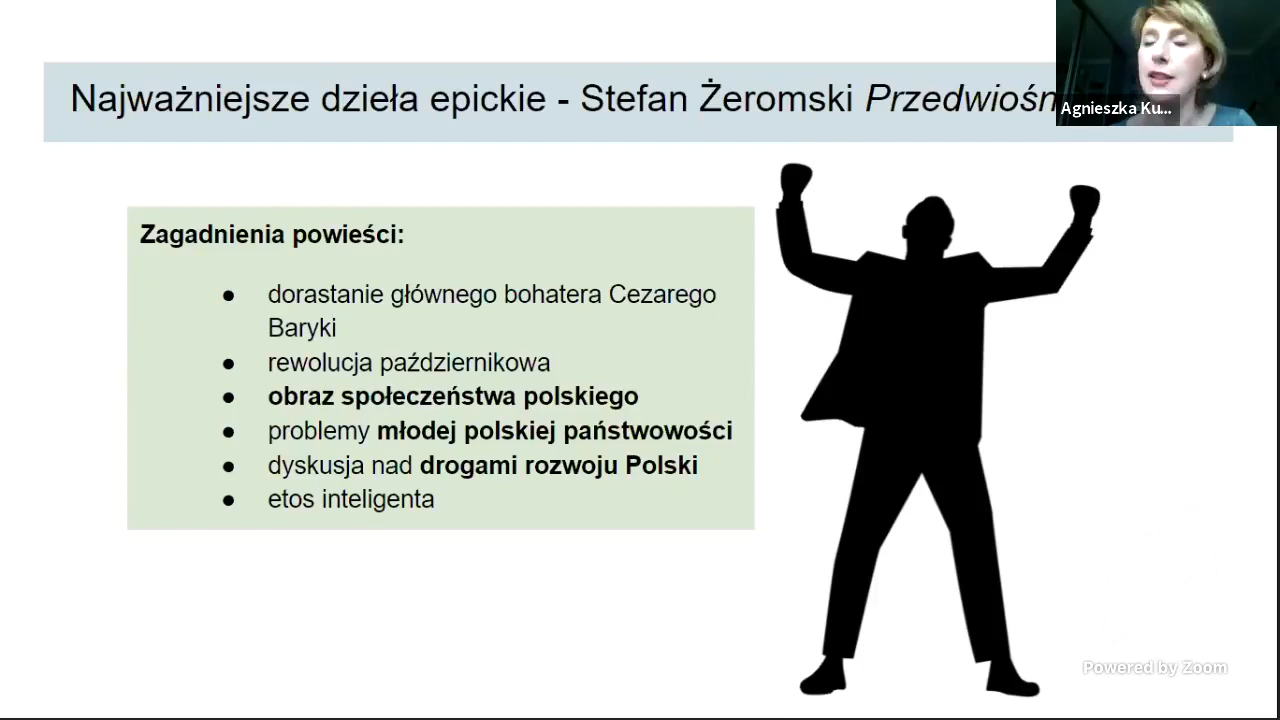 Najważniejsze dzieła epickie - Stefan Żeromski Przedwiośn
Agnieszka Ku...
Zagadnienia powieści:
● dorastanie głównego bohatera Cezarego
Baryki
● rewolucja październikowa
● obraz społeczeństwa polskiego
● problemy młodej polskiej państwowości
● dyskusja nad drogami rozwoju Polski
● etos inteligenta
Powered by Zoom